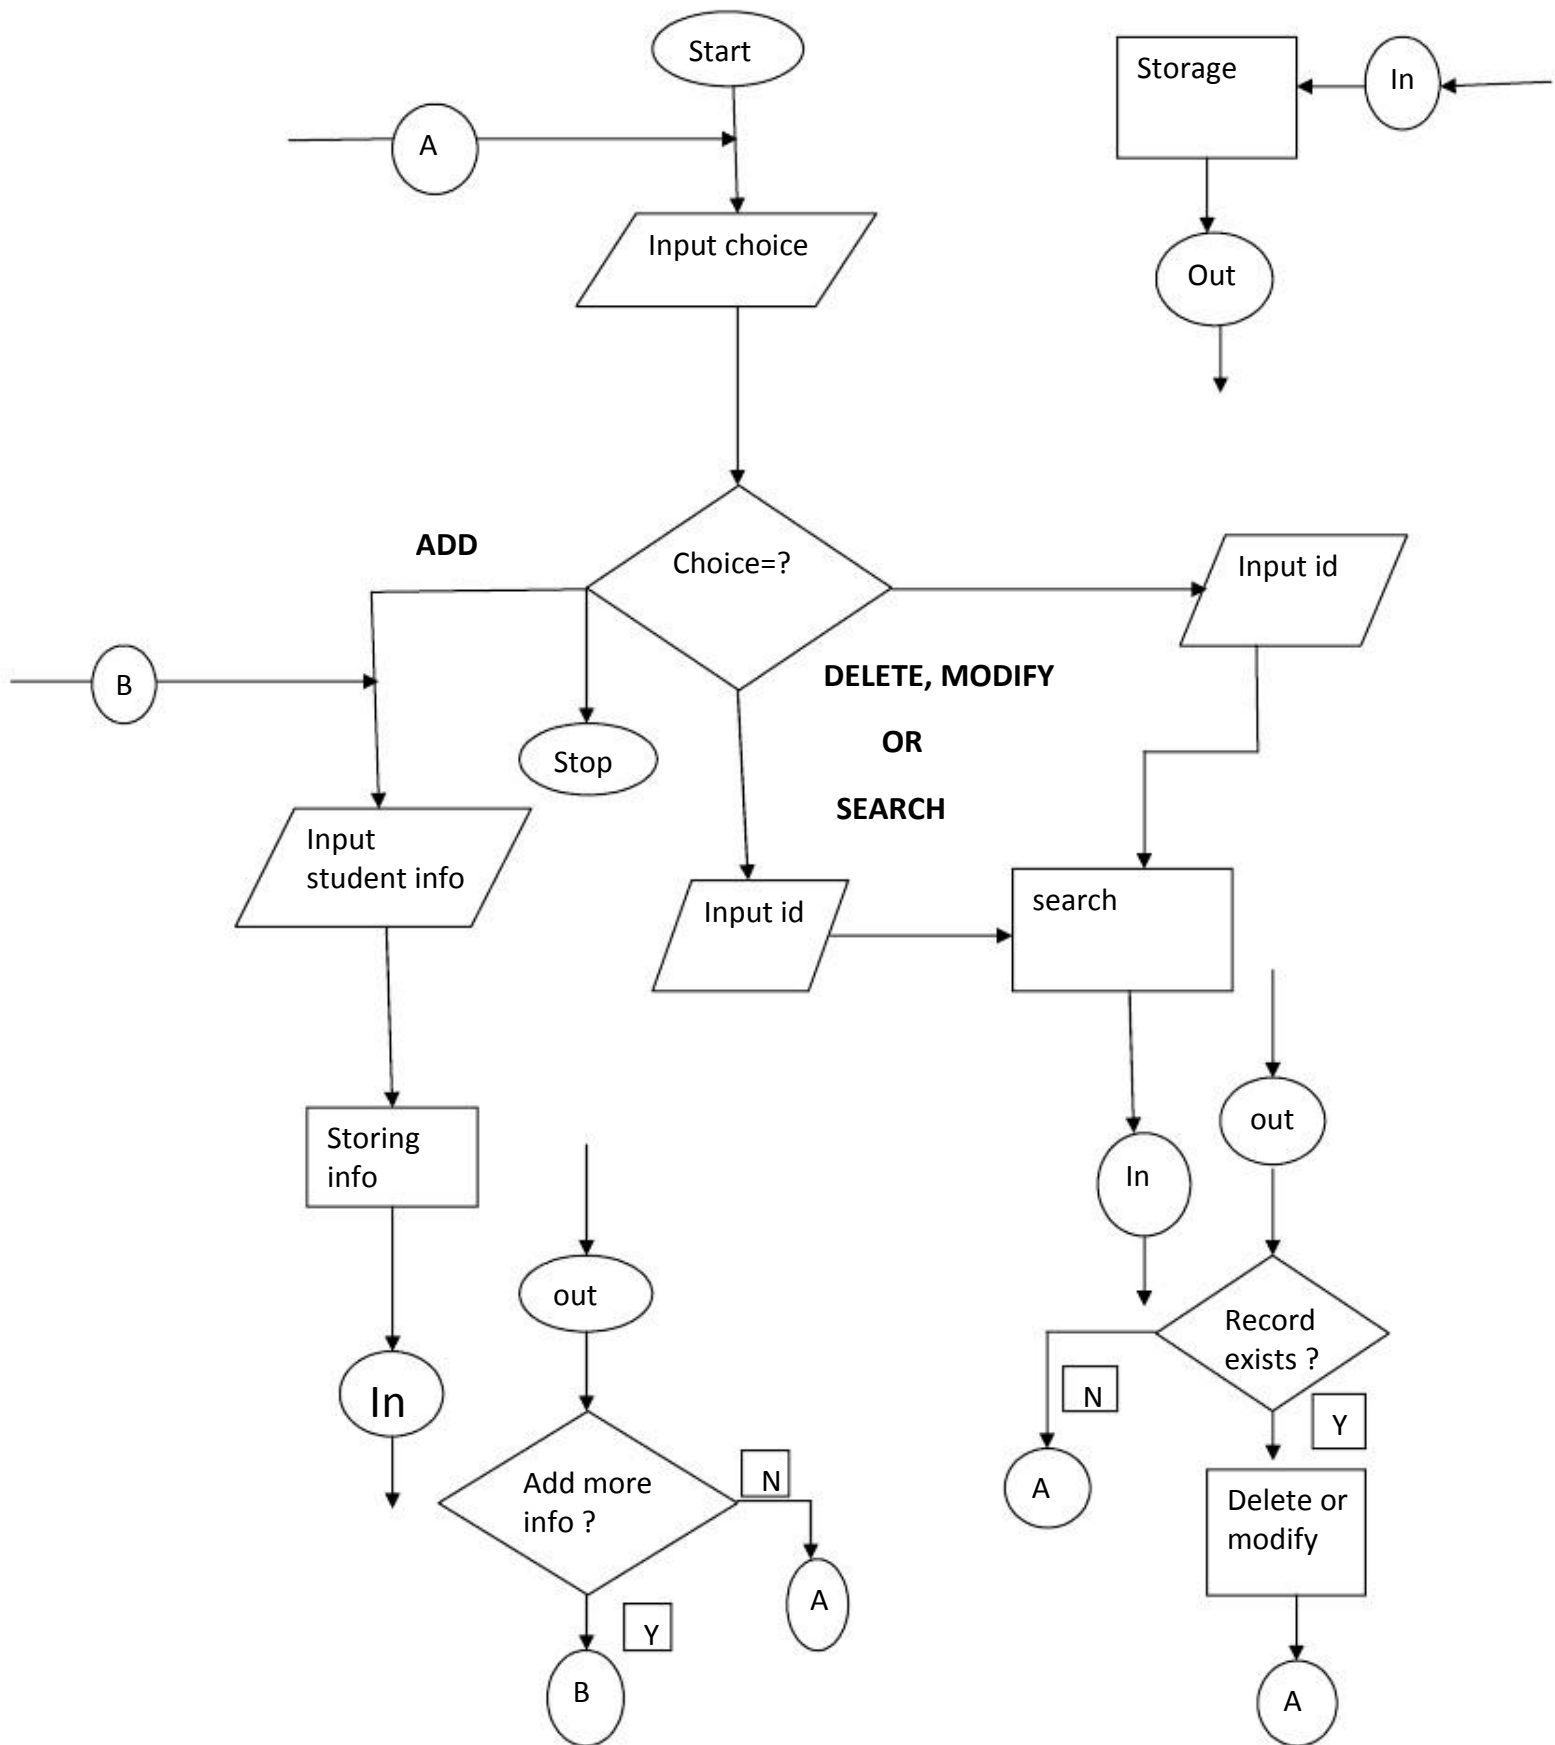 Start
Storage
In
A
Input choice
Out
ADD
Choice=?
Input id
B
DELETE, MODIFY
OR
SEARCH
Stop
Input
student info
Input id
search
Storing
info
out
In
out
In
Record
exists ?
N
Y
Add more
info ?
N
A
Delete or
modify
A
Y
B
A